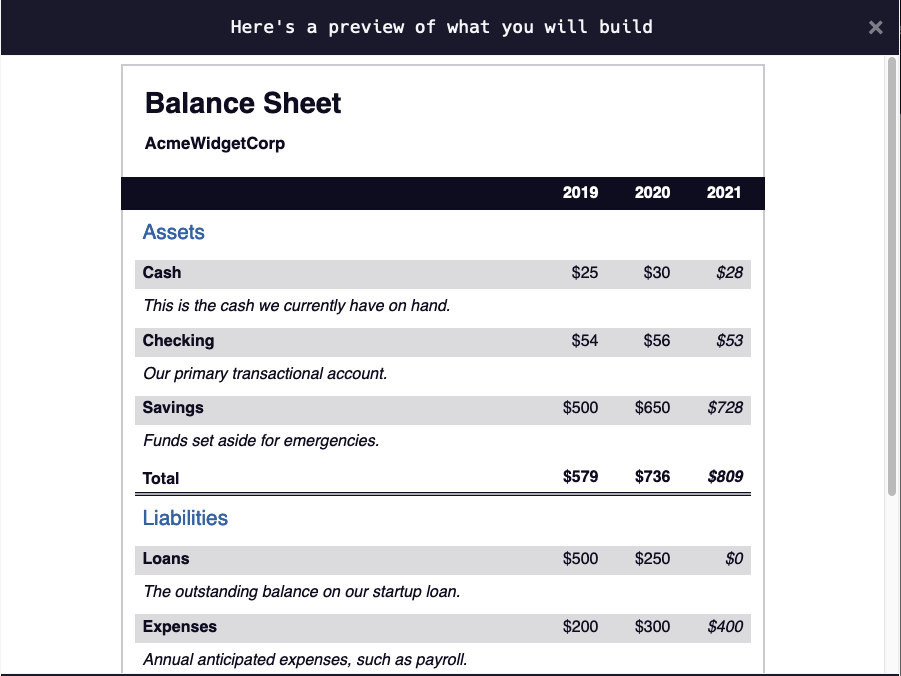 Here's a preview of what you will build ×
Balance Sheet
AcmeWidgetCorp
2019 2020 2021
Assets
Cash $25 $30 $28
This is the cash we currently have on hand.
Checking $54 $56 $53
Our primary transactional account.
Savings $500 $650 $728
Funds set aside for emergencies.
Total $579 $736 $809
Liabilities
Loans $500 $250 $0
The outstanding balance on our startup loan.
Expenses $200 $300 $400
Annual anticipated expenses, such as payroll.